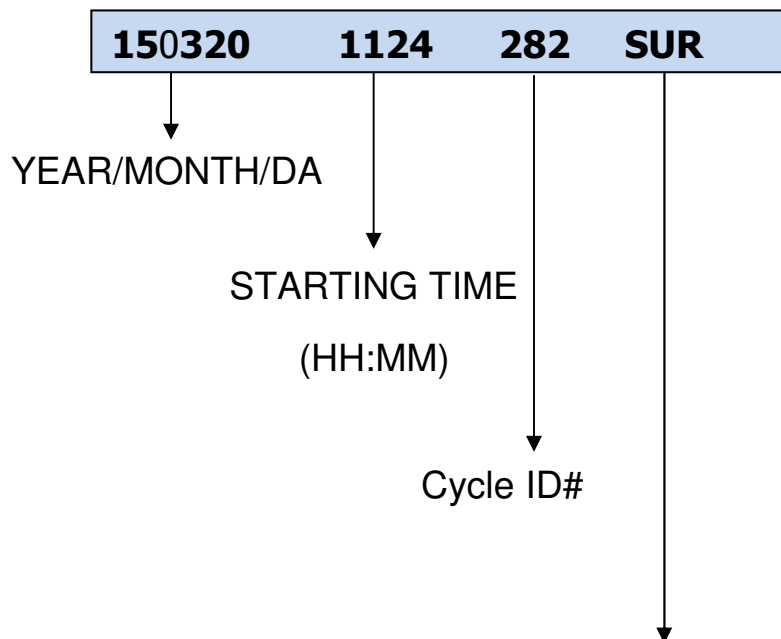 150320 1124 282 SUR
YEAR/MONTH/DA
STARTING TIME
(HH:MM)
Cycle ID#